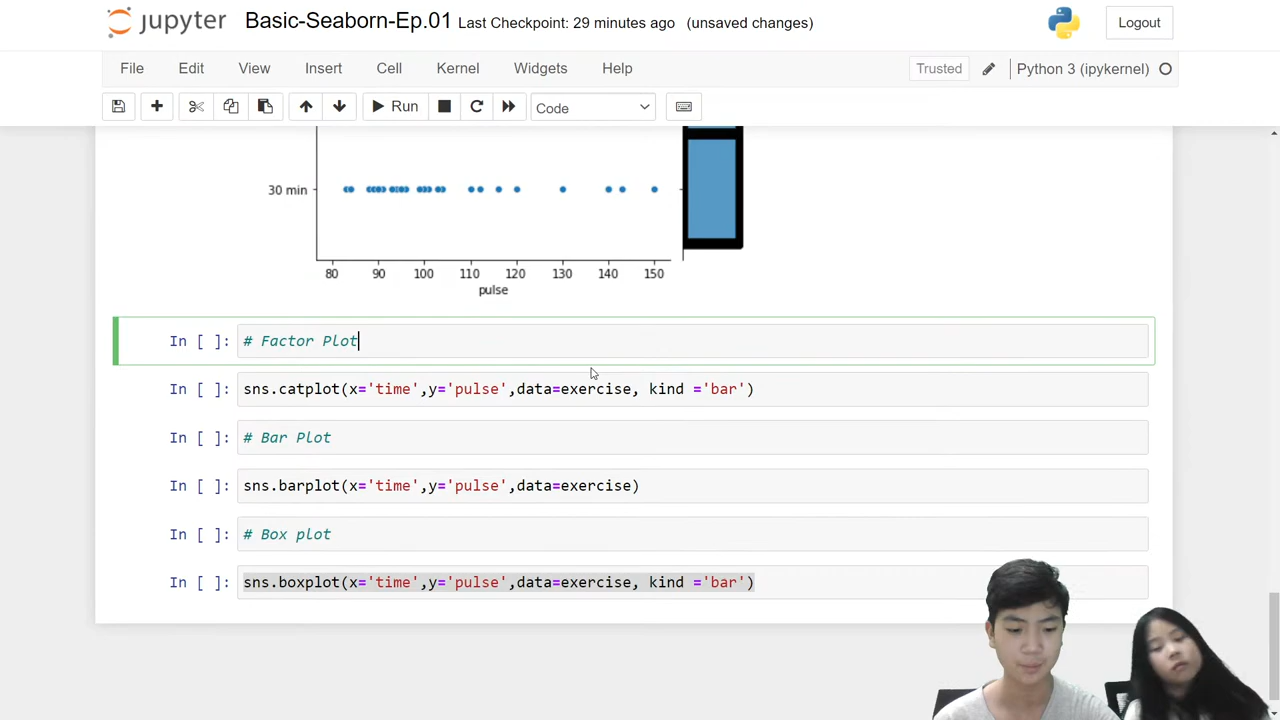 jupyter Basic-Seaborn-Ep.01 Last Checkpoint: 29 minutes ago (unsaved changes) Logout
File Edit View Insert Cell Kernel Widgets Help Trusted Python 3 (ipykernel)
Run Code
30 min
80 90 100 110 120 130 140 150
pulse
In [ ]: # Factor Plot
In [ ]: sns.catplot(x='time',y='pulse',data=exercise, kind ='bar')
In [ ]: # Bar Plot
In [ ]: sns.barplot(x='time',y='pulse',data=exercise)
In [ ]: # Box plot
In [ ]: sns.boxplot(x='time',y='pulse',data=exercise, kind ='bar')